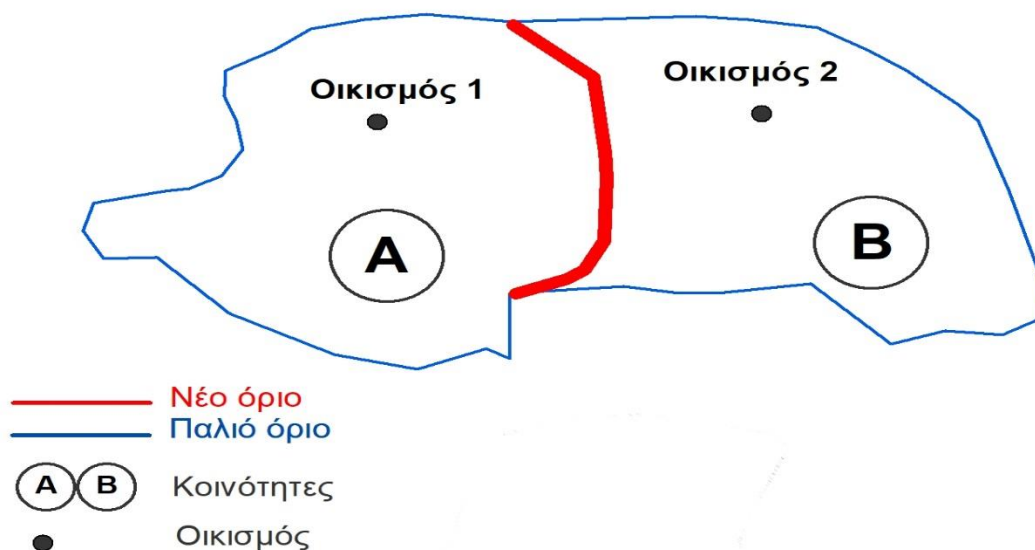 Οικισμός 1
Οικισμός 2
Α
Β
Νέο όριο
Παλιό όριο
Α Β Κοινότητες
Οικισμός